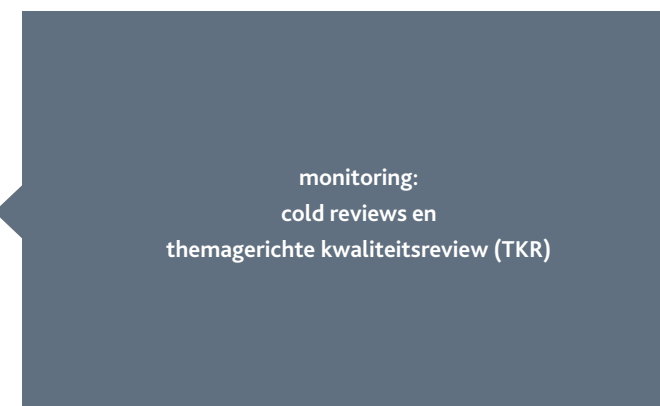 monitoring:
cold reviews en
themagerichte kwaliteitsreview (TKR)